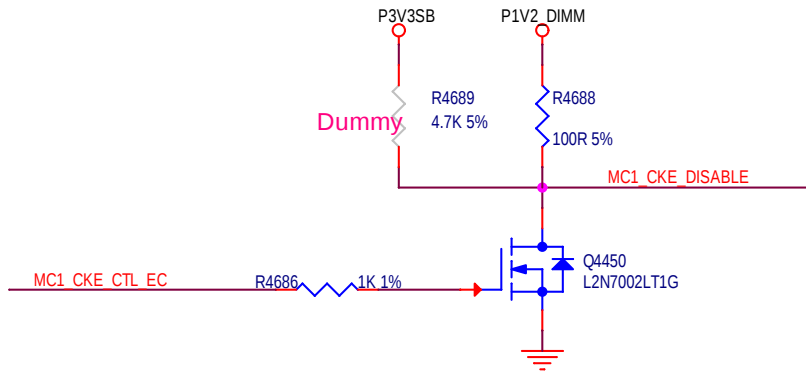 P3V3SB P1V2_DIMM
R4689 R4688
Dummy 4.7K 5%
100R 5%
MC1_CKE_DISABLE
Q4450
MC1_CKE_CTL_EC R4686 1K 1% L2N7002LT1G